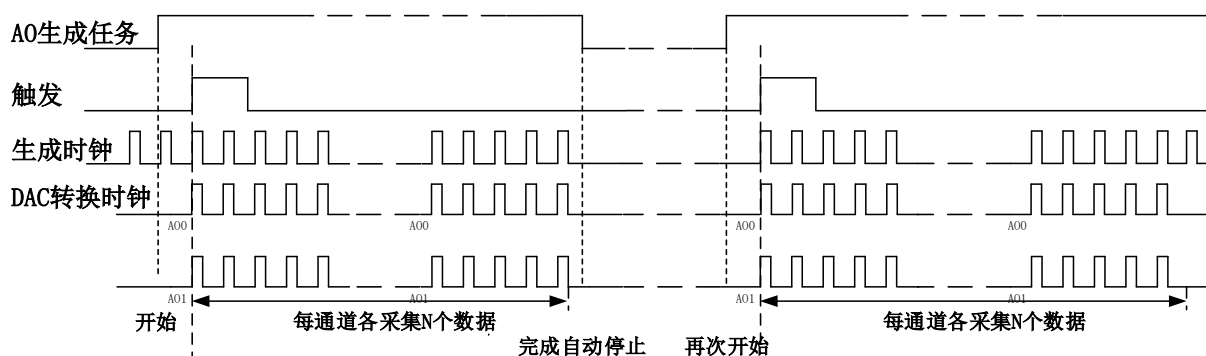 AO生成任务
触发
生成时钟
DAC转换时钟
AO0 AO0 AO0 AO0
AO1 AO1 AO1 AO1
开始 每通道各采集N个数据 每通道各采集N个数据
完成自动停止 再次开始